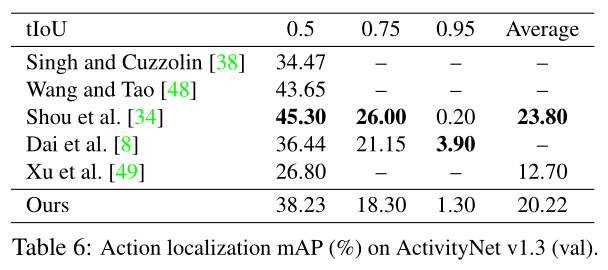 tIoU 0.5 0.75 0.95 Average
Singh and Cuzzolin [38] 34.47 – – –
Wang and Tao [48] 43.65 – – –
Shou et al. [34] 45.30 26.00 0.20 23.80
Dai et al. [8] 36.44 21.15 3.90 –
Xu et al. [49] 26.80 – – 12.70
Ours 38.23 18.30 1.30 20.22
Table 6: Action localization mAP (%) on ActivityNet v1.3 (val).